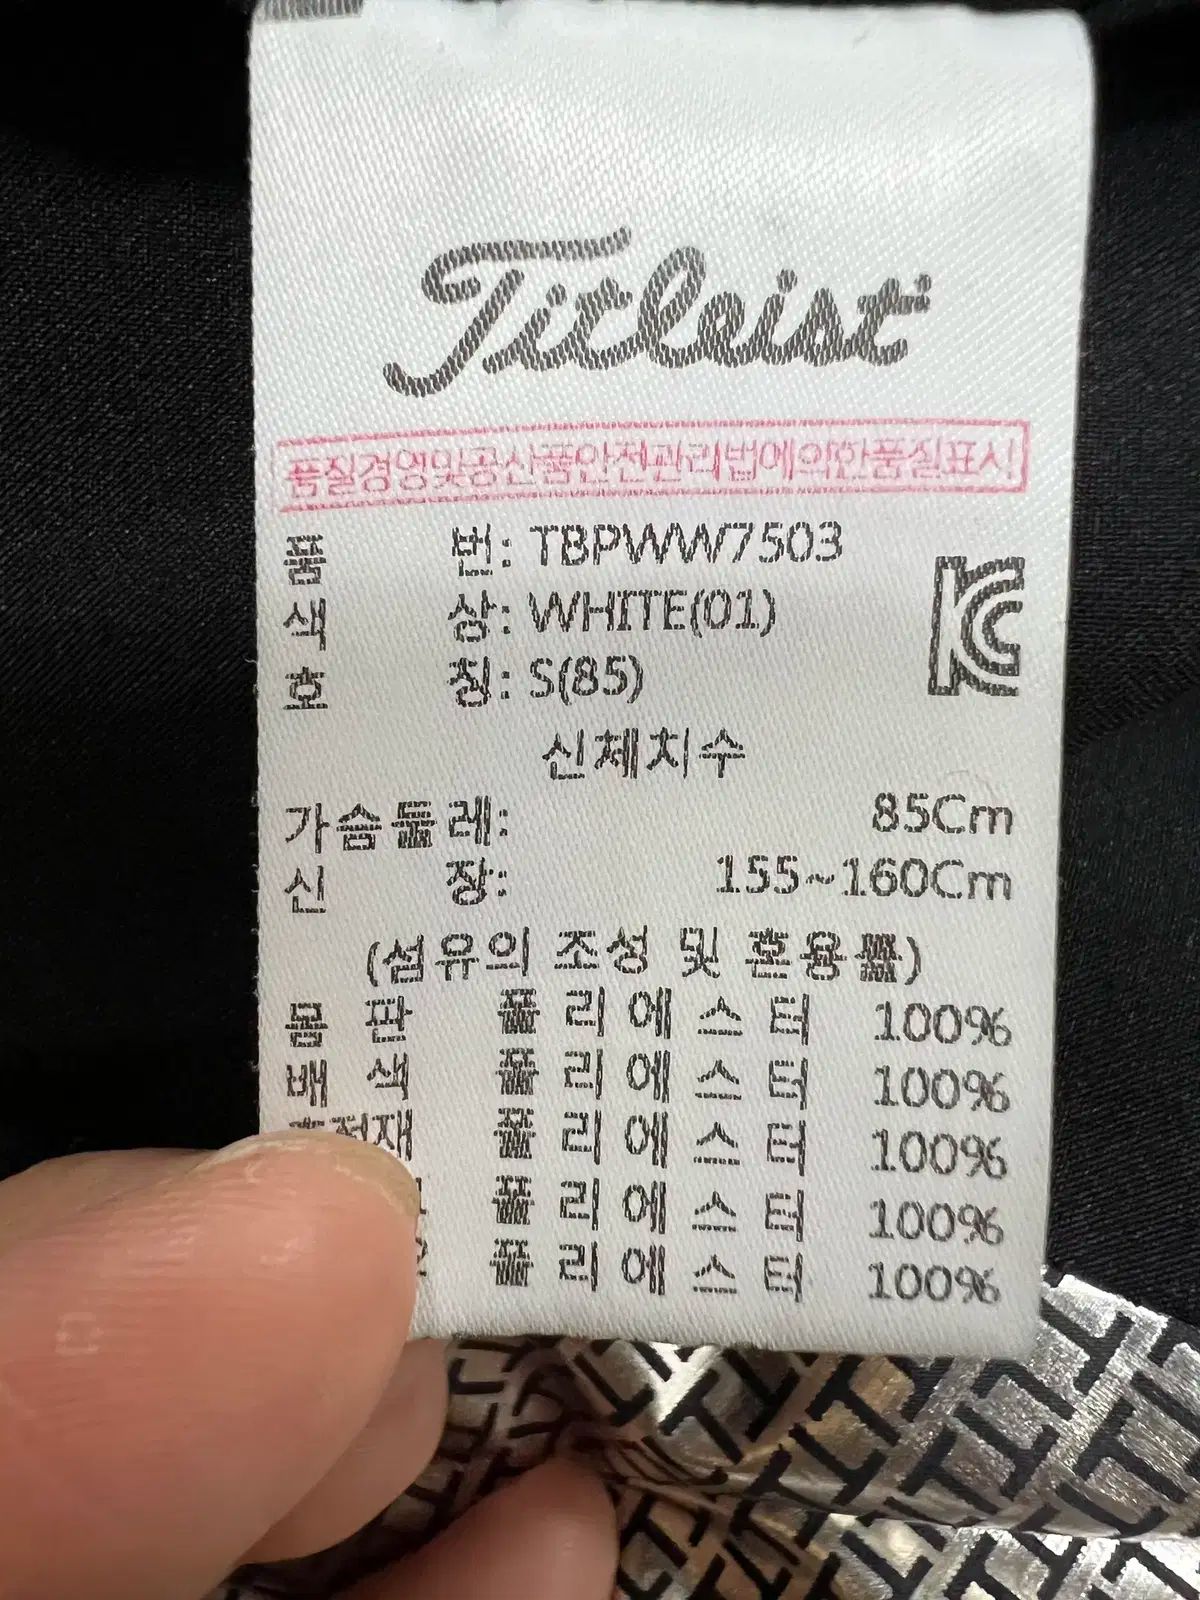 Titleist
품질경영및공산품안전관리법에의한품질표시
품 번: TBPWW7503
색 상: WHITE(01)
호 칭: S(85)
신체치수
가슴둘레: 85Cm
신 장: 155~160Cm
(섬유의 조성 및 혼용률)
몸 판 폴리에스터 100%
배 색 폴리에스터 100%
폴리에스터 100%
폴리에스터 100%
폴리에스터 100%